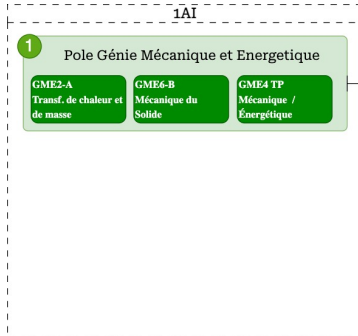 1AI
1
Pole Génie Mécanique et Energetique
GME2-A
Transf. de chaleur et
de masse
GME6-B
Mécanique du
Solide
GME4 TP
Mécanique /
Énergétique